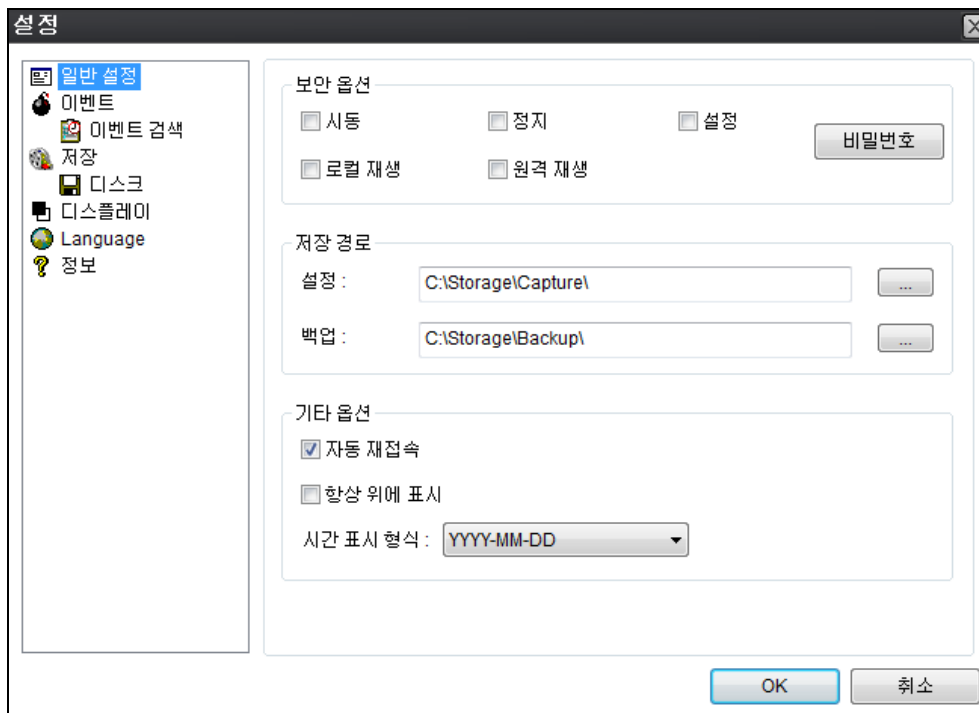 설정
일반 설정
이벤트
이벤트 검색
저장
디스크
디스플레이
Language
정보
보안 옵션
시동
정지
설정
비밀번호
로컬 재생
원격 재생
저장 경로
설정 :
C:\Storage\Capture\
...
백업 :
C:\Storage\Backup\
...
기타 옵션
자동 재접속
항상 위에 표시
시간 표시 형식 :
YYYY-MM-DD
OK
취소